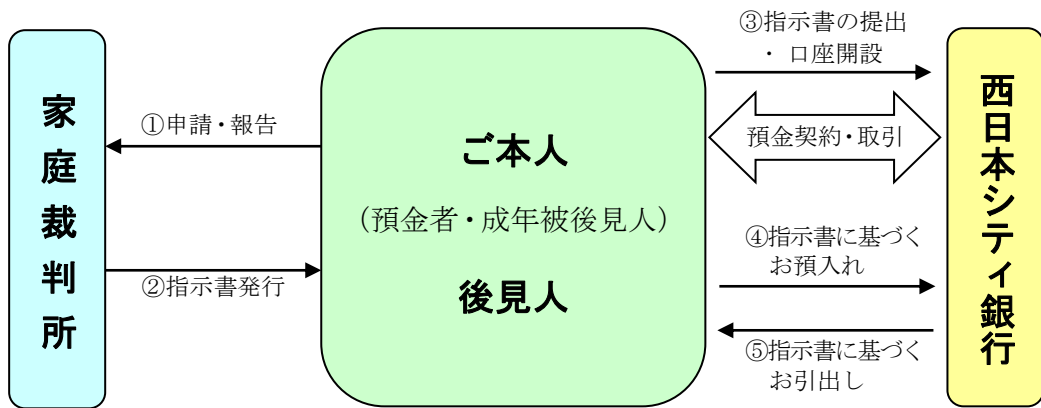 家庭裁判所
①申請・報告
②指示書発行
ご本人
（預金者・成年被後見人）
後見人
③指示書の提出
・ 口座開設
預金契約・取引
④指示書に基づく
お預入れ
⑤指示書に基づく
お引出し
西日本シティ銀行